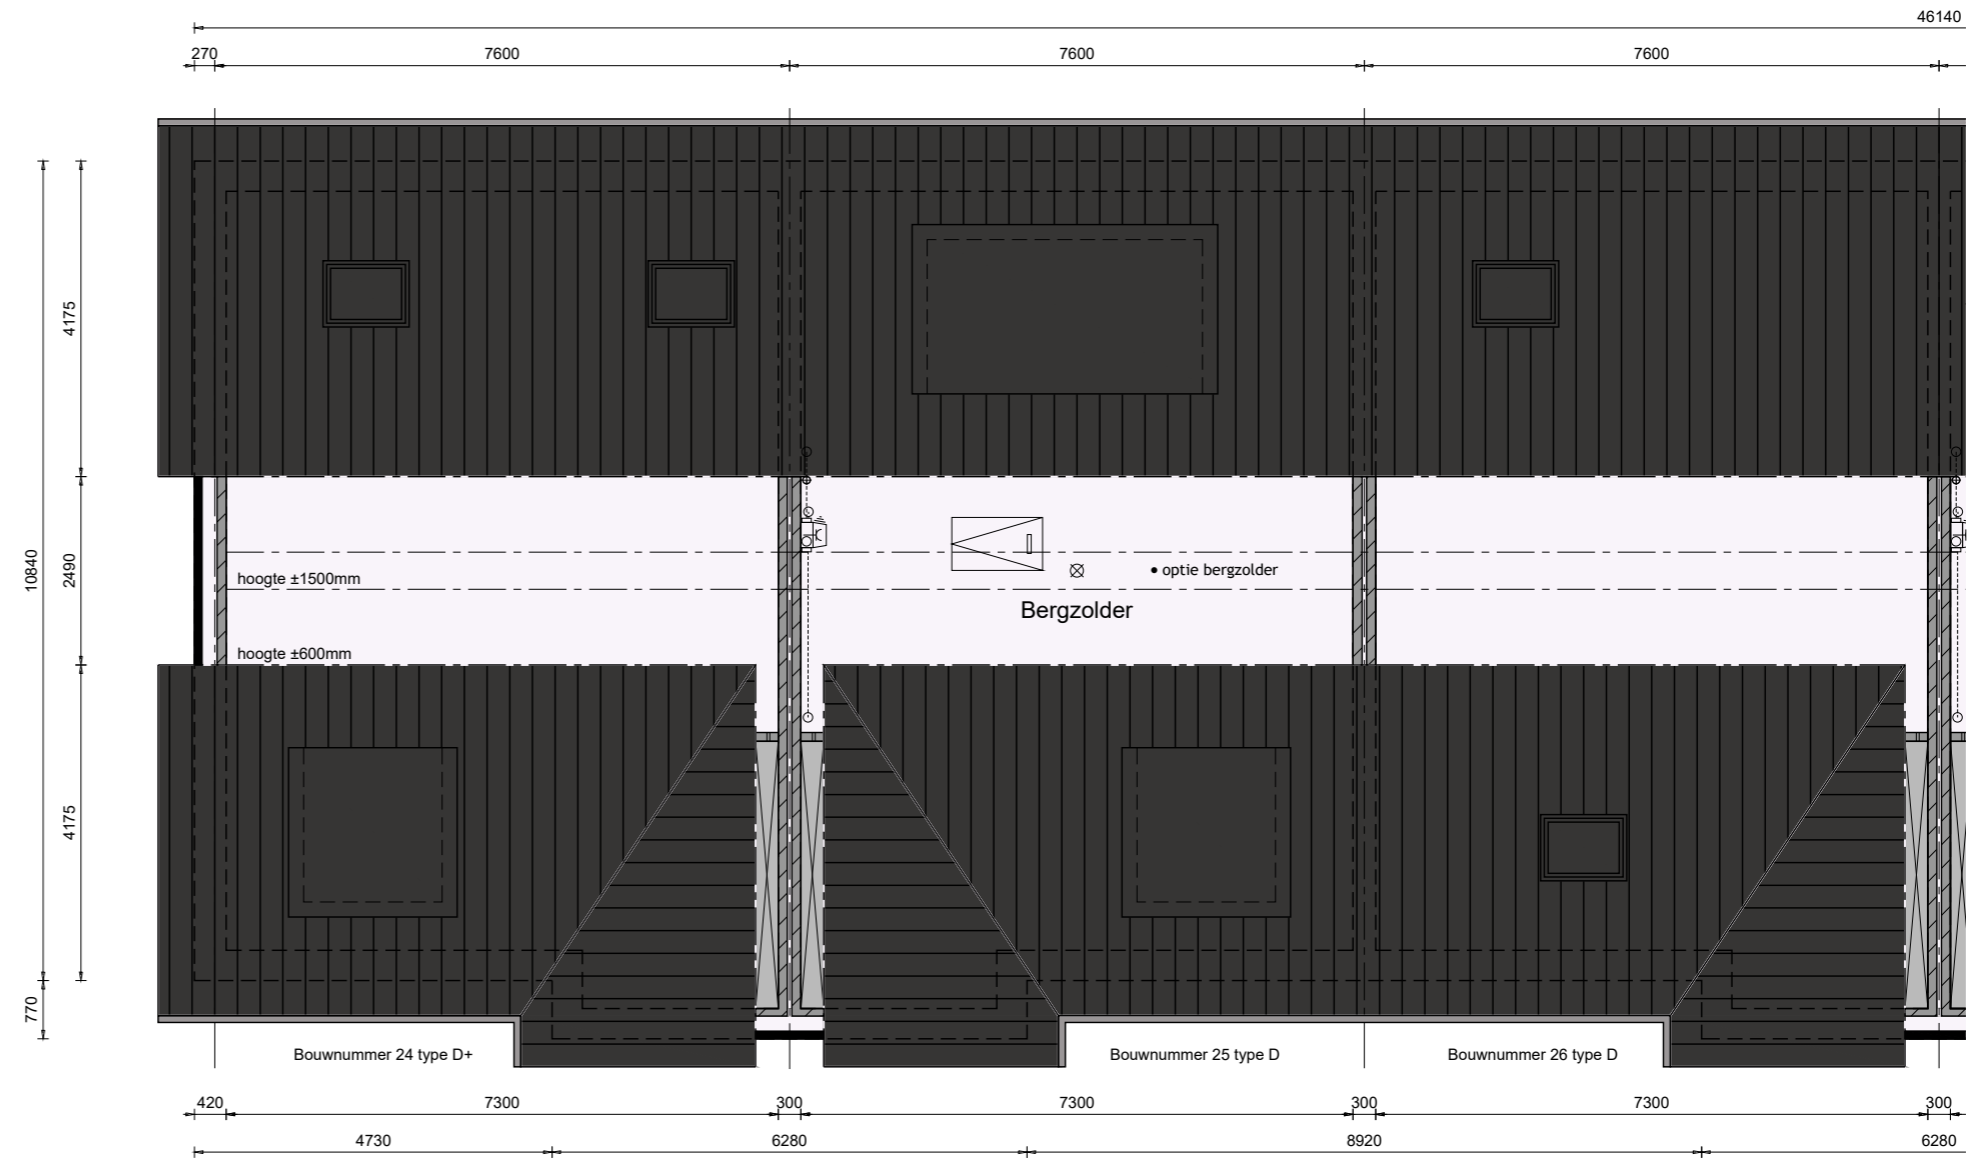 46140
270 7600 7600 7600
4175
10840
2490
hoogte ±1500mm
• optie bergzolder
Bergzolder
hoogte ±600mm
4175
770
Bouwnummer 24 type D+ Bouwnummer 25 type D Bouwnummer 26 type D
420 7300 300 7300 300 7300 300
4730 6280 8920 6280